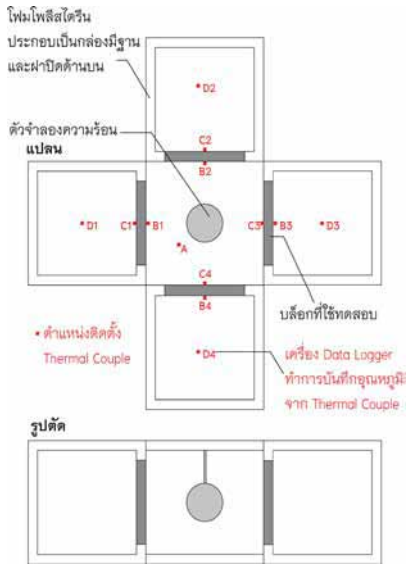 โฟมโพลีสไตรีน
ประกอบเป็นกล่องมีฐาน
และฝาปิดด้านบน
D2
ตัวจำลองความร้อน
แปลน
C2
B2
D1
C1
B1
C3
B3
D3
A
C4
B4
บล็อกที่ใช้ทดสอบ
ตำแหน่งติดตั้ง
Thermal Couple
D4
เครื่อง Data Logger
ทำการบันทึกอุณหภูมิ
จาก Thermal Couple
รูปตัด